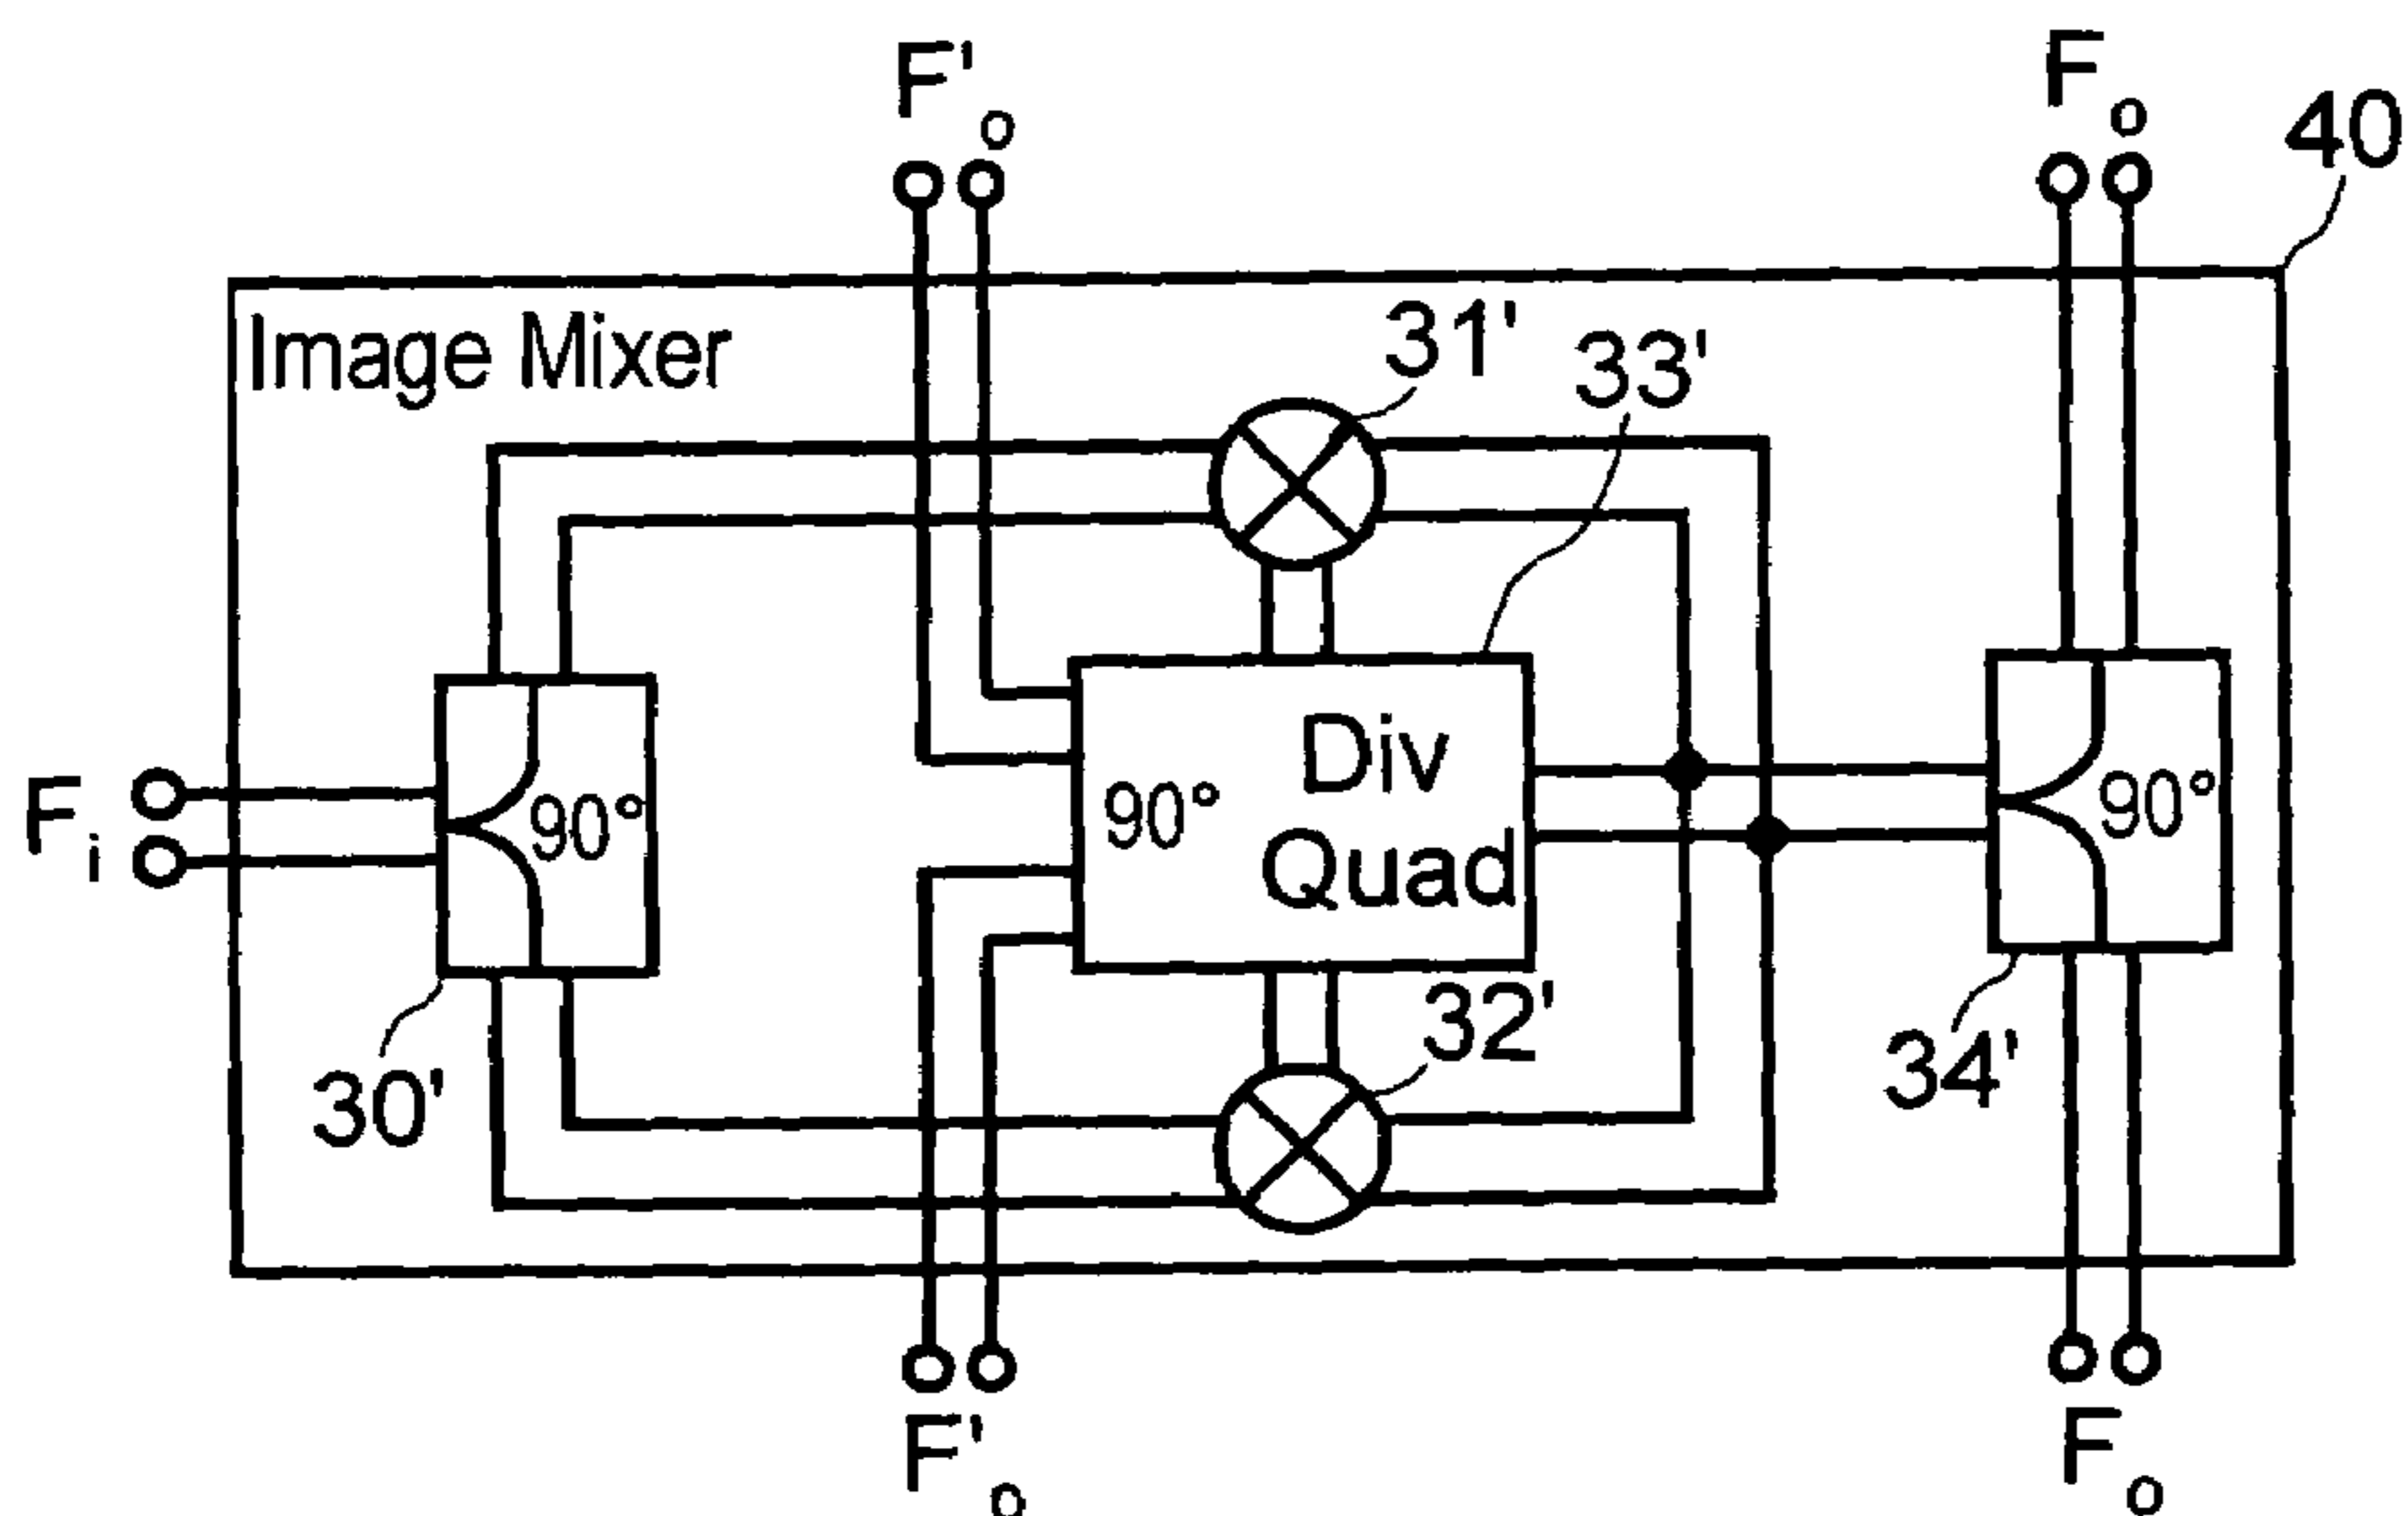 F'o
Fo
40
Image Mixer
31'
33'
Fi
90°
90°
Div
Quad
90°
30'
32'
34'
F'o
Fo